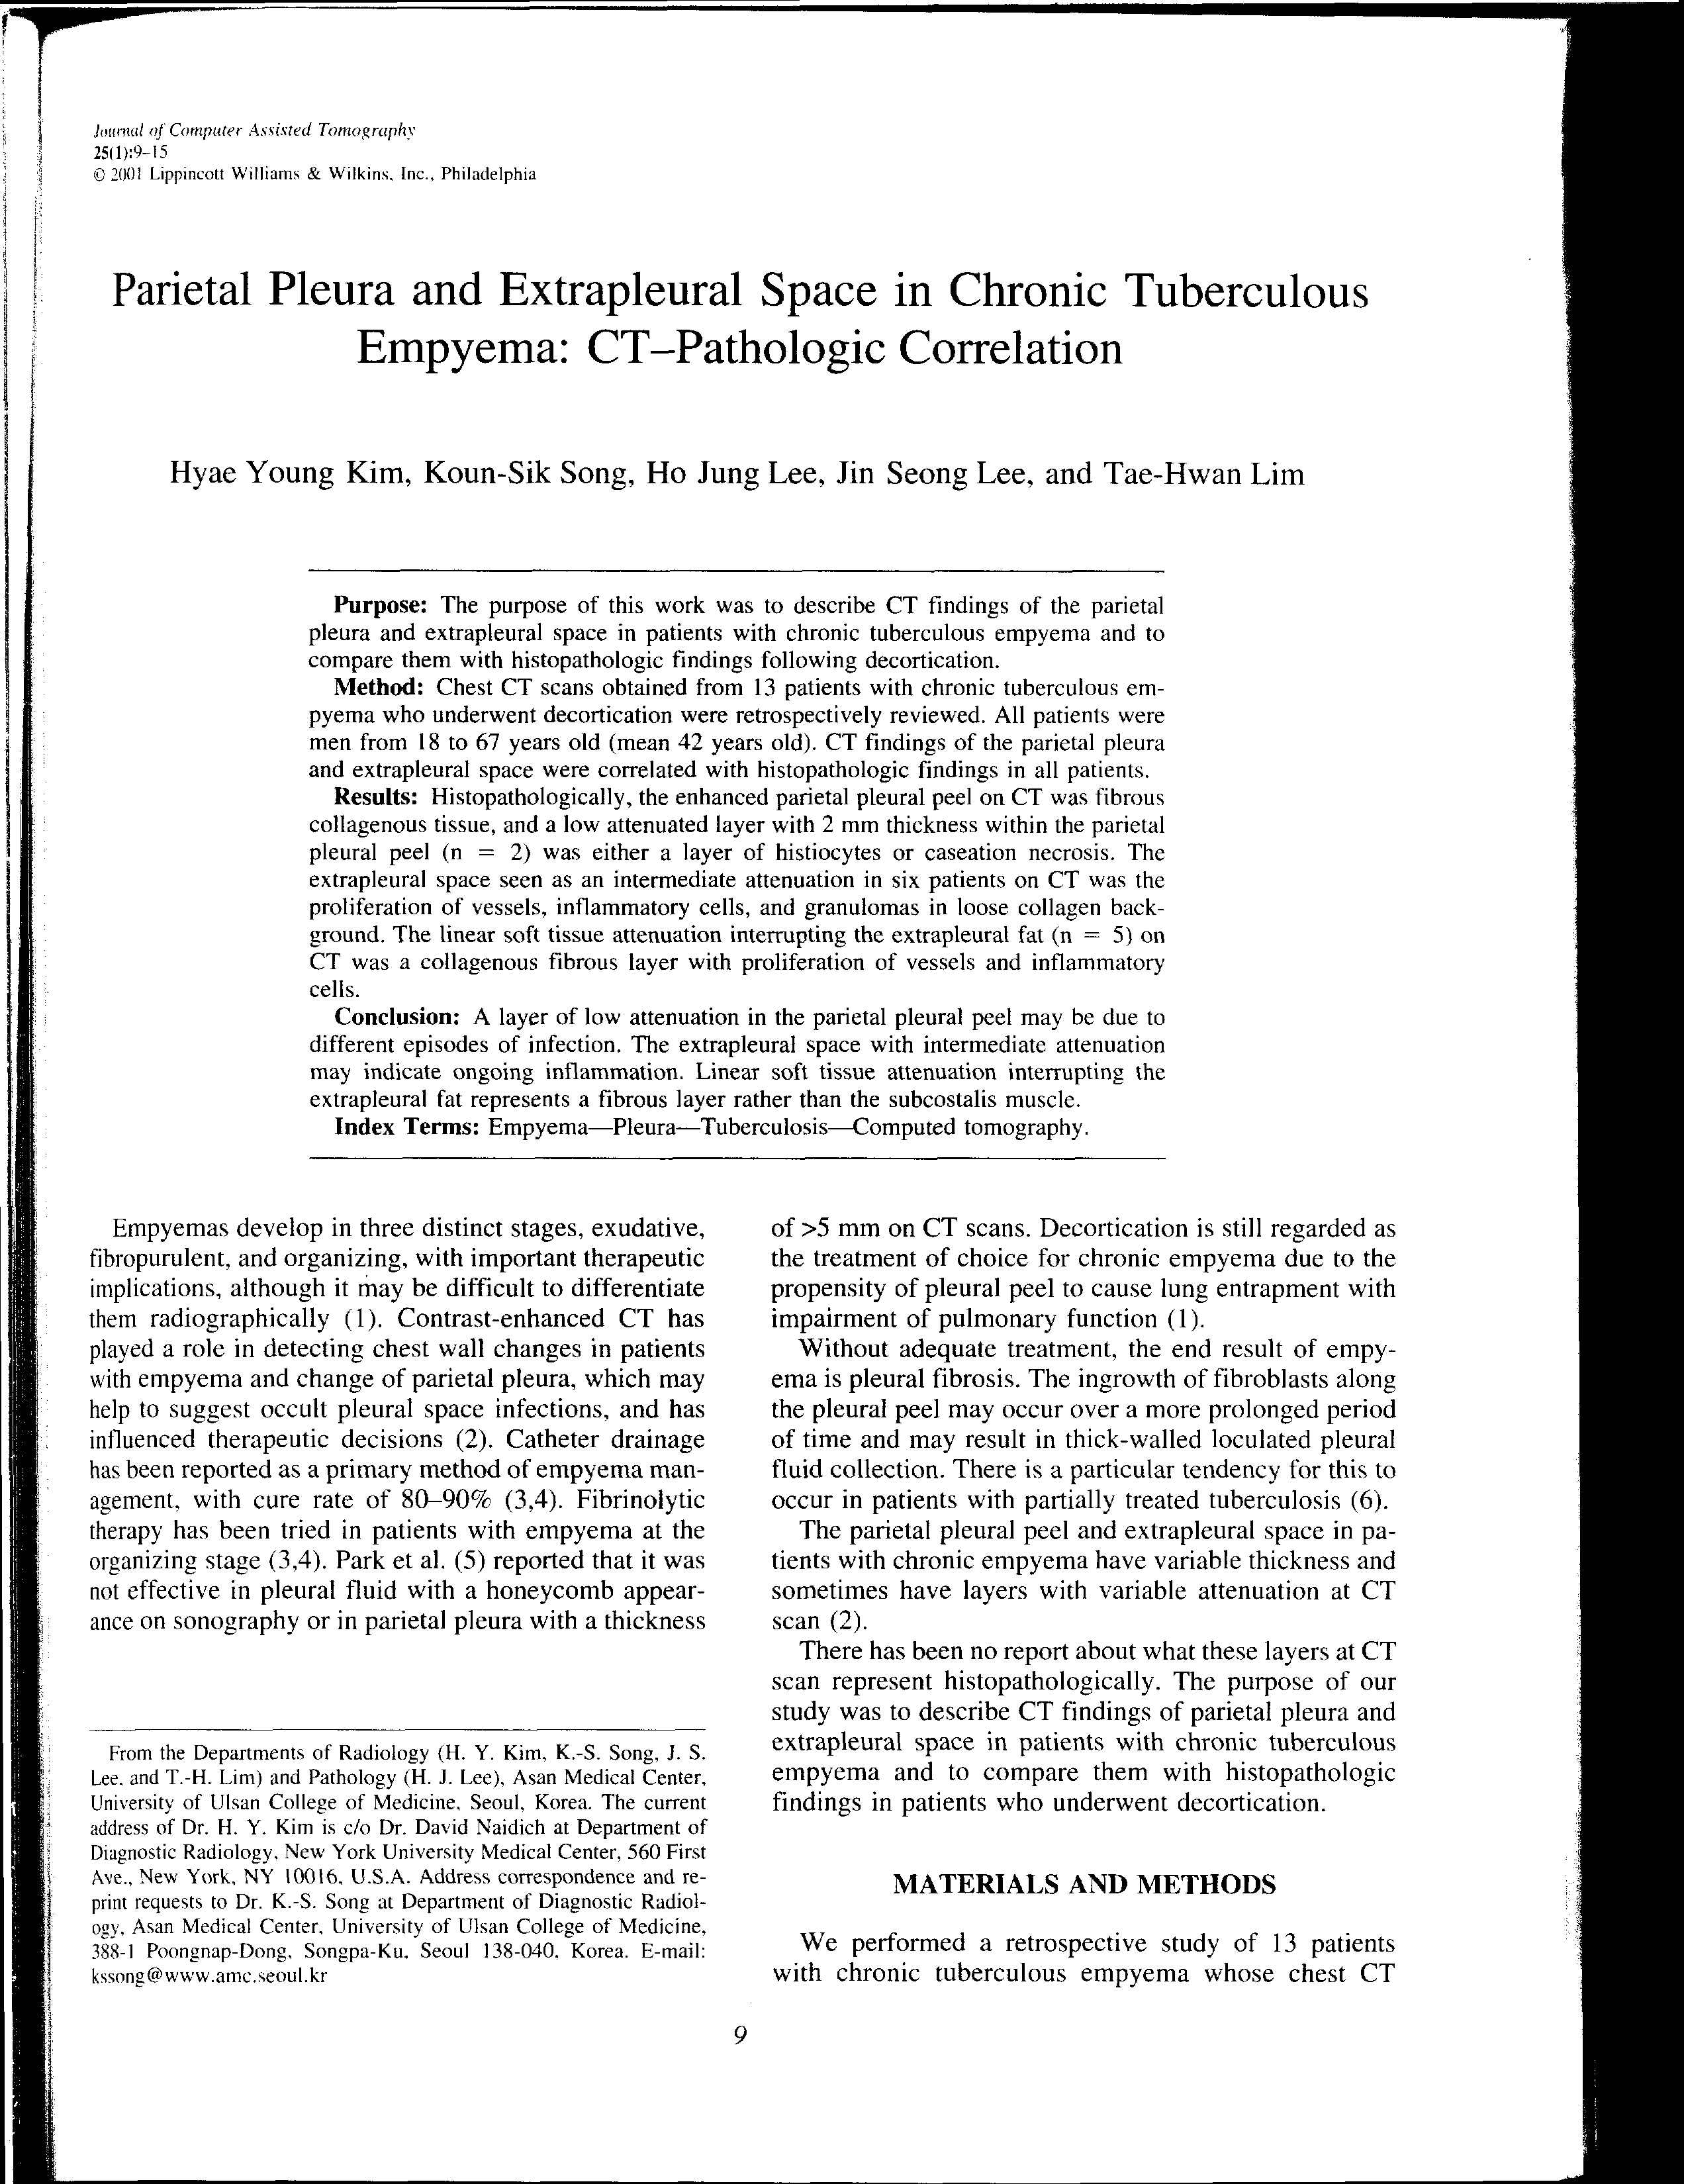 Journal of Computer Assisted Tomography
25(1):9–15
© 2001 Lippincott Williams & Wilkins, Inc., Philadelphia
Parietal Pleura and Extrapleural Space in Chronic Tuberculous
Empyema: CT–Pathologic Correlation
Hyae Young Kim, Koun-Sik Song, Ho Jung Lee, Jin Seong Lee, and Tae-Hwan Lim
Purpose: The purpose of this work was to describe CT findings of the parietal
pleura and extrapleural space in patients with chronic tuberculous empyema and to
compare them with histopathologic findings following decortication.
Method: Chest CT scans obtained from 13 patients with chronic tuberculous em-
pyema who underwent decortication were retrospectively reviewed. All patients were
men from 18 to 67 years old (mean 42 years old). CT findings of the parietal pleura
and extrapleural space were correlated with histopathologic findings in all patients.
Results: Histopathologically, the enhanced parietal pleural peel on CT was fibrous
collagenous tissue, and a low attenuated layer with 2 mm thickness within the parietal
pleural peel (n = 2) was either a layer of histiocytes or caseation necrosis. The
extrapleural space seen as an intermediate attenuation in six patients on CT was the
proliferation of vessels, inflammatory cells, and granulomas in loose collagen back-
ground. The linear soft tissue attenuation interrupting the extrapleural fat (n = 5) on
CT was a collagenous fibrous layer with proliferation of vessels and inflammatory
cells.
Conclusion: A layer of low attenuation in the parietal pleural peel may be due to
different episodes of infection. The extrapleural space with intermediate attenuation
may indicate ongoing inflammation. Linear soft tissue attenuation interrupting the
extrapleural fat represents a fibrous layer rather than the subcostalis muscle.
Index Terms: Empyema—Pleura—Tuberculosis—Computed tomography.
Empyemas develop in three distinct stages, exudative,
fibropurulent, and organizing, with important therapeutic
implications, although it may be difficult to differentiate
them radiographically (1). Contrast-enhanced CT has
played a role in detecting chest wall changes in patients
with empyema and change of parietal pleura, which may
help to suggest occult pleural space infections, and has
influenced therapeutic decisions (2). Catheter drainage
has been reported as a primary method of empyema man-
agement, with cure rate of 80–90% (3,4). Fibrinolytic
therapy has been tried in patients with empyema at the
organizing stage (3,4). Park et al. (5) reported that it was
not effective in pleural fluid with a honeycomb appear-
ance on sonography or in parietal pleura with a thickness
From the Departments of Radiology (H. Y. Kim, K.-S. Song, J. S.
Lee, and T.-H. Lim) and Pathology (H. J. Lee), Asan Medical Center,
University of Ulsan College of Medicine, Seoul, Korea. The current
address of Dr. H. Y. Kim is c/o Dr. David Naidich at Department of
Diagnostic Radiology, New York University Medical Center, 560 First
Ave., New York, NY 10016, U.S.A. Address correspondence and re-
print requests to Dr. K.-S. Song at Department of Diagnostic Radiol-
ogy, Asan Medical Center, University of Ulsan College of Medicine,
388-1 Poongnap-Dong, Songpa-Ku, Seoul 138-040, Korea. E-mail:
kssong@www.amc.seoul.kr
of >5 mm on CT scans. Decortication is still regarded as
the treatment of choice for chronic empyema due to the
propensity of pleural peel to cause lung entrapment with
impairment of pulmonary function (1).
Without adequate treatment, the end result of empy-
ema is pleural fibrosis. The ingrowth of fibroblasts along
the pleural peel may occur over a more prolonged period
of time and may result in thick-walled loculated pleural
fluid collection. There is a particular tendency for this to
occur in patients with partially treated tuberculosis (6).
The parietal pleural peel and extrapleural space in pa-
tients with chronic empyema have variable thickness and
sometimes have layers with variable attenuation at CT
scan (2).
There has been no report about what these layers at CT
scan represent histopathologically. The purpose of our
study was to describe CT findings of parietal pleura and
extrapleural space in patients with chronic tuberculous
empyema and to compare them with histopathologic
findings in patients who underwent decortication.
MATERIALS AND METHODS
We performed a retrospective study of 13 patients
with chronic tuberculous empyema whose chest CT
9